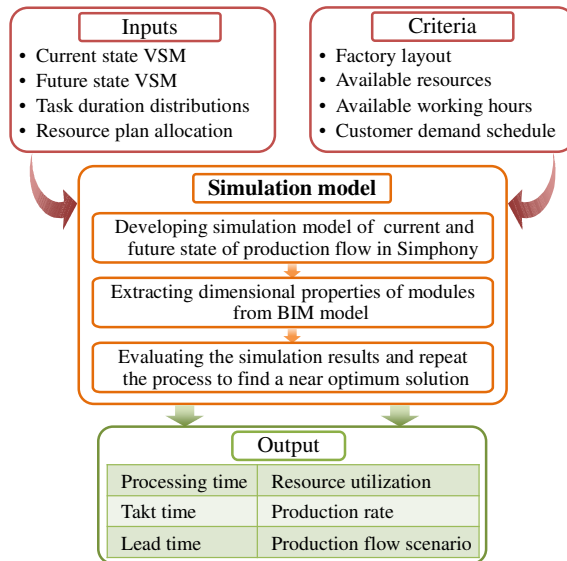 Inputs
• Current state VSM
• Future state VSM
• Task duration distributions
• Resource plan allocation
Criteria
• Factory layout
• Available resources
• Available working hours
• Customer demand schedule
Simulation model
Developing simulation model of current and
future state of production flow in Simphony
Extracting dimensional properties of modules
from BIM model
Evaluating the simulation results and repeat
the process to find a near optimum solution
Output
Processing time Resource utilization
Takt time Production rate
Lead time Production flow scenario